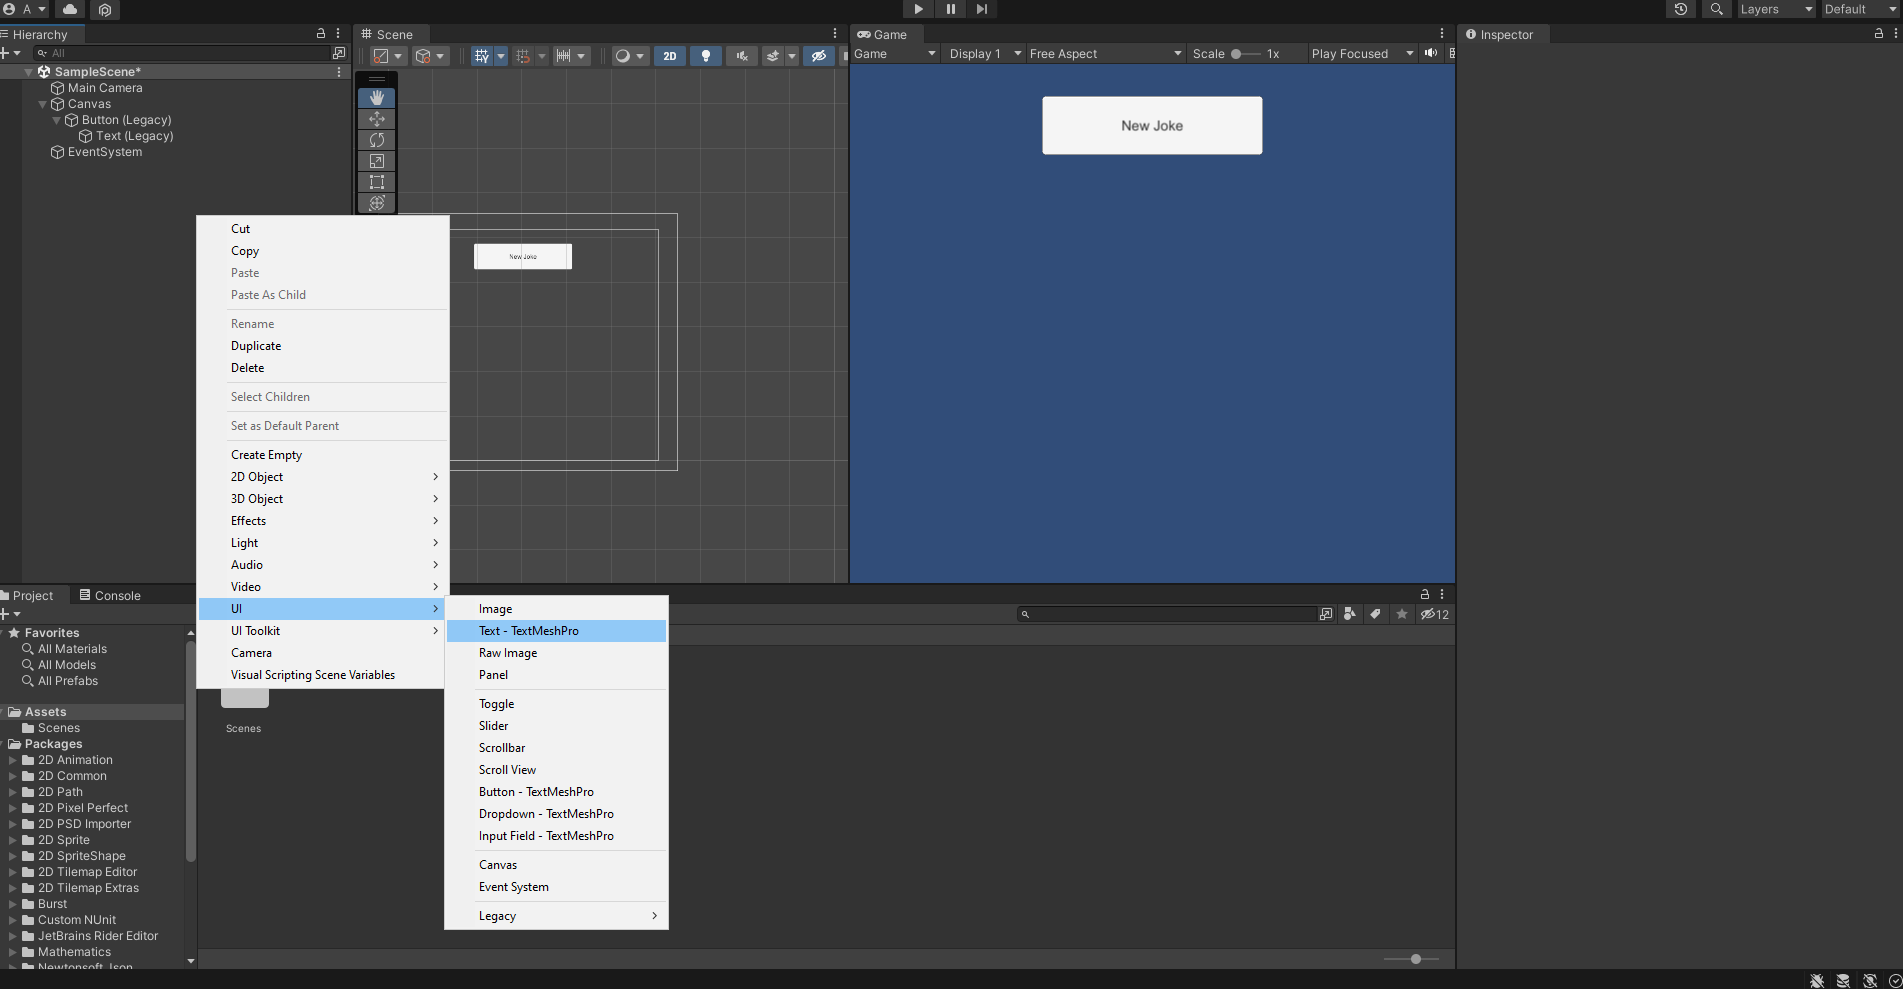 A
Layers
Default
Hierarchy
All
SampleScene*
Main Camera
Canvas
Button (Legacy)
Text (Legacy)
EventSystem
Scene
2D
New Joke
Game
Game
Display 1
Free Aspect
Scale
1x
Play Focused
New Joke
Inspector
Cut
Copy
Paste
Paste As Child
Rename
Duplicate
Delete
Select Children
Set as Default Parent
Create Empty
2D Object
3D Object
Effects
Light
Audio
Video
UI
UI Toolkit
Camera
Visual Scripting Scene Variables
Image
Text - TextMeshPro
Raw Image
Panel
Toggle
Slider
Scrollbar
Scroll View
Button - TextMeshPro
Dropdown - TextMeshPro
Input Field - TextMeshPro
Canvas
Event System
Legacy
Project
Console
12
Favorites
All Materials
All Models
All Prefabs
Assets
Scenes
Packages
2D Animation
2D Common
2D Path
2D Pixel Perfect
2D PSD Importer
2D Sprite
2D SpriteShape
2D Tilemap Editor
2D Tilemap Extras
Burst
Custom NUnit
JetBrains Rider Editor
Mathematics
Newtonsoft Json
Scenes